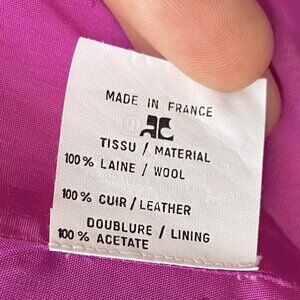 MADE IN FRANCE
TISSU / MATERIAL
100 % LAINE / WOOL
100 % CUIR / LEATHER
DOUBLURE / LINING
100 % ACETATE